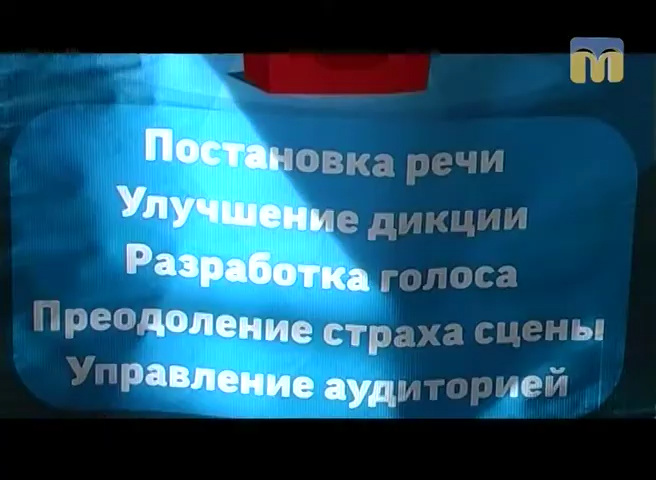 Постановка речи
Улучшение дикции
Разработка голоса
Преодоление страха сцены
Управление аудиторией